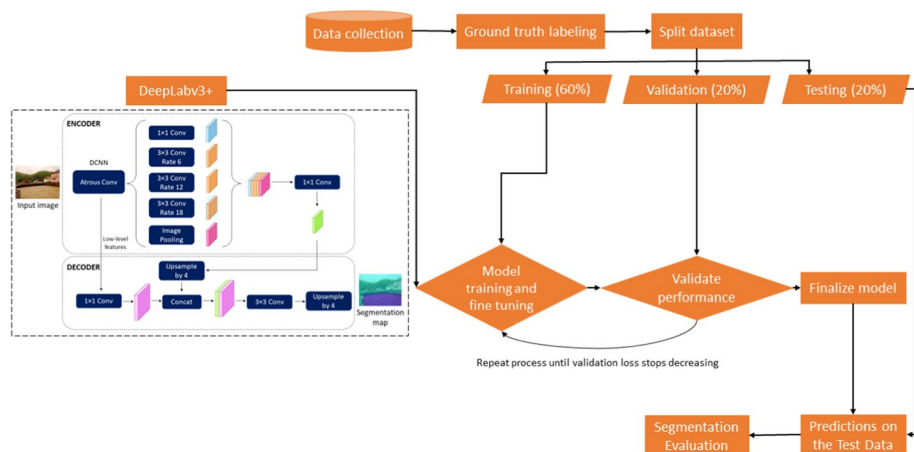 Data collection
Ground truth labeling
Split dataset
DeepLabv3+
Training (60%)
Validation (20%)
Testing (20%)
ENCODER
DCNN
Atrous Conv
1×1 Conv
3×3 Conv
Rate 6
3×3 Conv
Rate 12
3×3 Conv
Rate 18
Image
Pooling
1×1 Conv
Input image
Low-level
features
DECODER
Upsample
by 4
1×1 Conv
Concat
3×3 Conv
Upsample
by 4
Segmentation
map
Model
training and
fine tuning
Validate
performance
Finalize model
Repeat process until validation loss stops decreasing
Segmentation
Evaluation
Predictions on
the Test Data